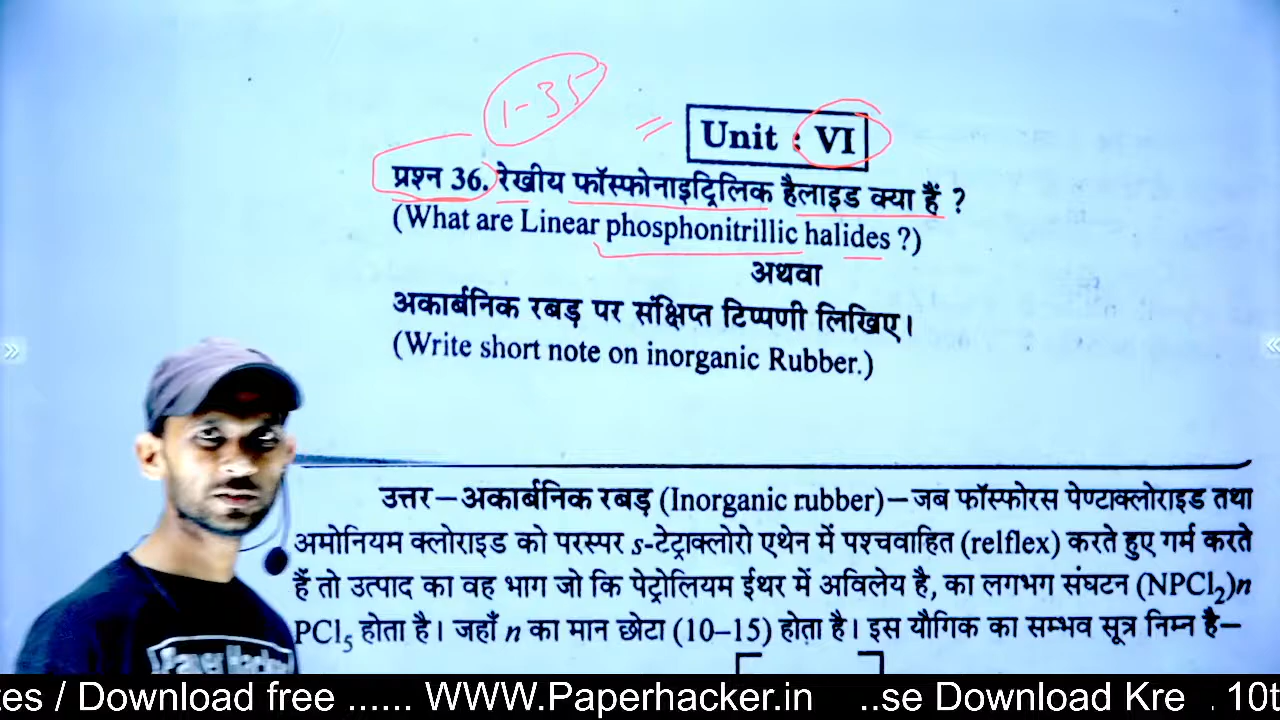 1-35
Unit : VI
प्रश्न 36. रेखीय फॉस्फोनाइट्रिलिक हैलाइड क्या हैं ?
(What are Linear phosphonitrillic halides ?)
अथवा
अकार्बनिक रबड़ पर संक्षिप्त टिप्पणी लिखिए।
(Write short note on inorganic Rubber.)
उत्तर–अकार्बनिक रबड़ (Inorganic rubber)–जब फॉस्फोरस पेण्टाक्लोराइड तथा
अमोनियम क्लोराइड को परस्पर s-टेट्राक्लोरो एथेन में पश्चवाहित (relflex) करते हुए गर्म करते
हैं तो उत्पाद का वह भाग जो कि पेट्रोलियम ईथर में अविलेय है, का लगभग संघटन (NPCl₂)n
PCl₅ होता है। जहाँ n का मान छोटा (10–15) होता है। इस यौगिक का सम्भव सूत्र निम्न है–
Paper Hacker
tes / Download free ...... WWW.Paperhacker.in ..se Download Kre . 10t